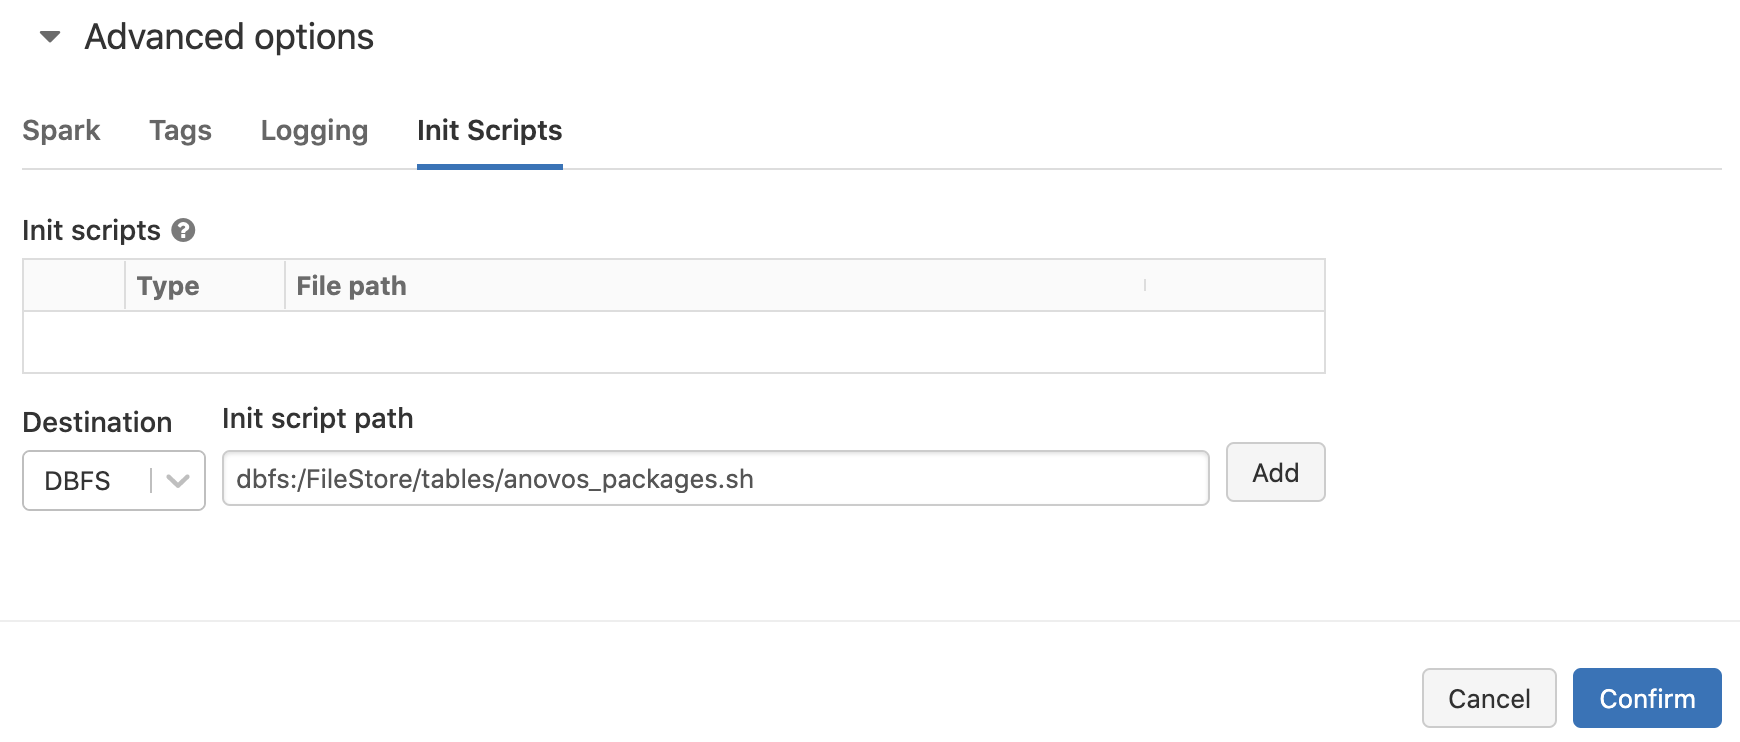 Advanced options
Spark Tags Logging Init Scripts
Init scripts ?
Type File path
Destination Init script path
DBFS dbfs:/FileStore/tables/anovos_packages.sh Add
Cancel Confirm